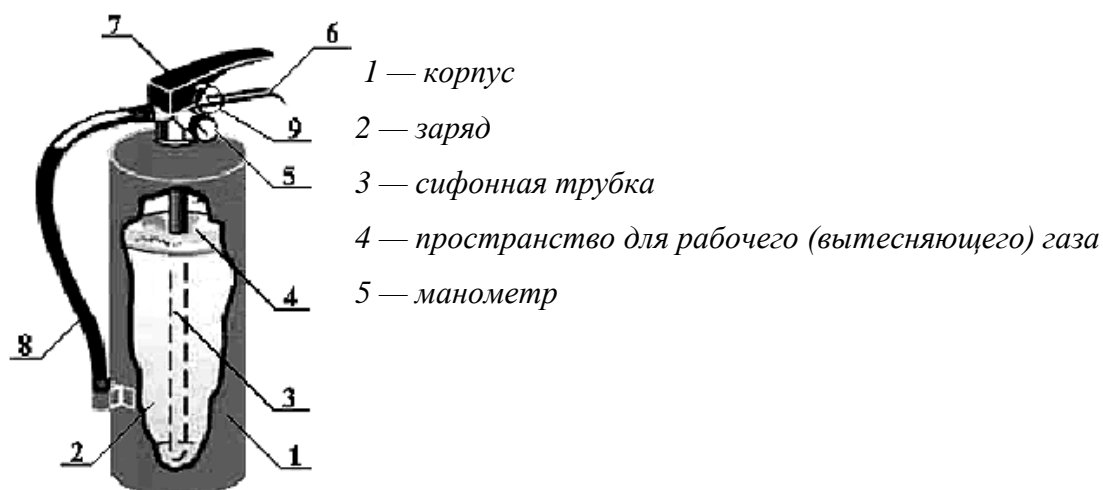 7
6
1 — корпус
9
2 — заряд
5
3 — сифонная трубка
4 — пространство для рабочего (вытесняющего) газа
4
5 — манометр
8
3
2
1